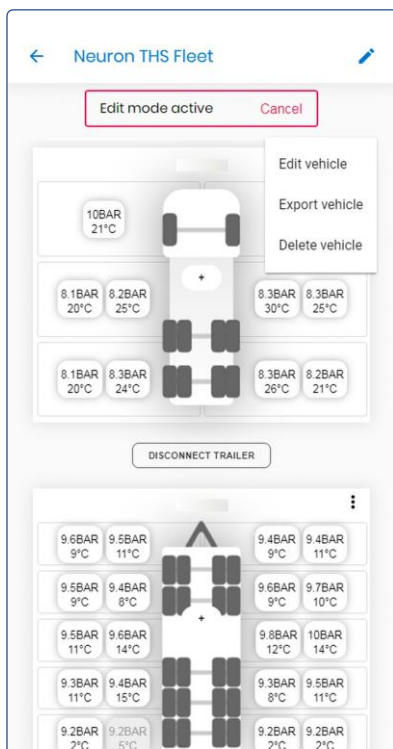 Neuron THS Fleet
Edit mode active Cancel
Edit vehicle
Export vehicle
Delete vehicle
10BAR
21°C
8.1BAR 8.2BAR 8.3BAR 8.3BAR
20°C 25°C 30°C 25°C
+
8.1BAR 8.3BAR 8.3BAR 8.2BAR
20°C 24°C 26°C 21°C
DISCONNECT TRAILER
9.6BAR 9.5BAR 9.4BAR 9.4BAR
9°C 11°C 9°C 11°C
9.5BAR 9.4BAR 9.6BAR 9.7BAR
9°C 8°C 9°C 10°C
+
9.5BAR 9.6BAR 9.8BAR 10BAR
11°C 14°C 12°C 14°C
9.3BAR 9.4BAR 9.3BAR 9.5BAR
11°C 15°C 8°C 11°C
9.2BAR 9.2BAR 9.2BAR 9.2BAR
2°C 5°C 2°C 2°C